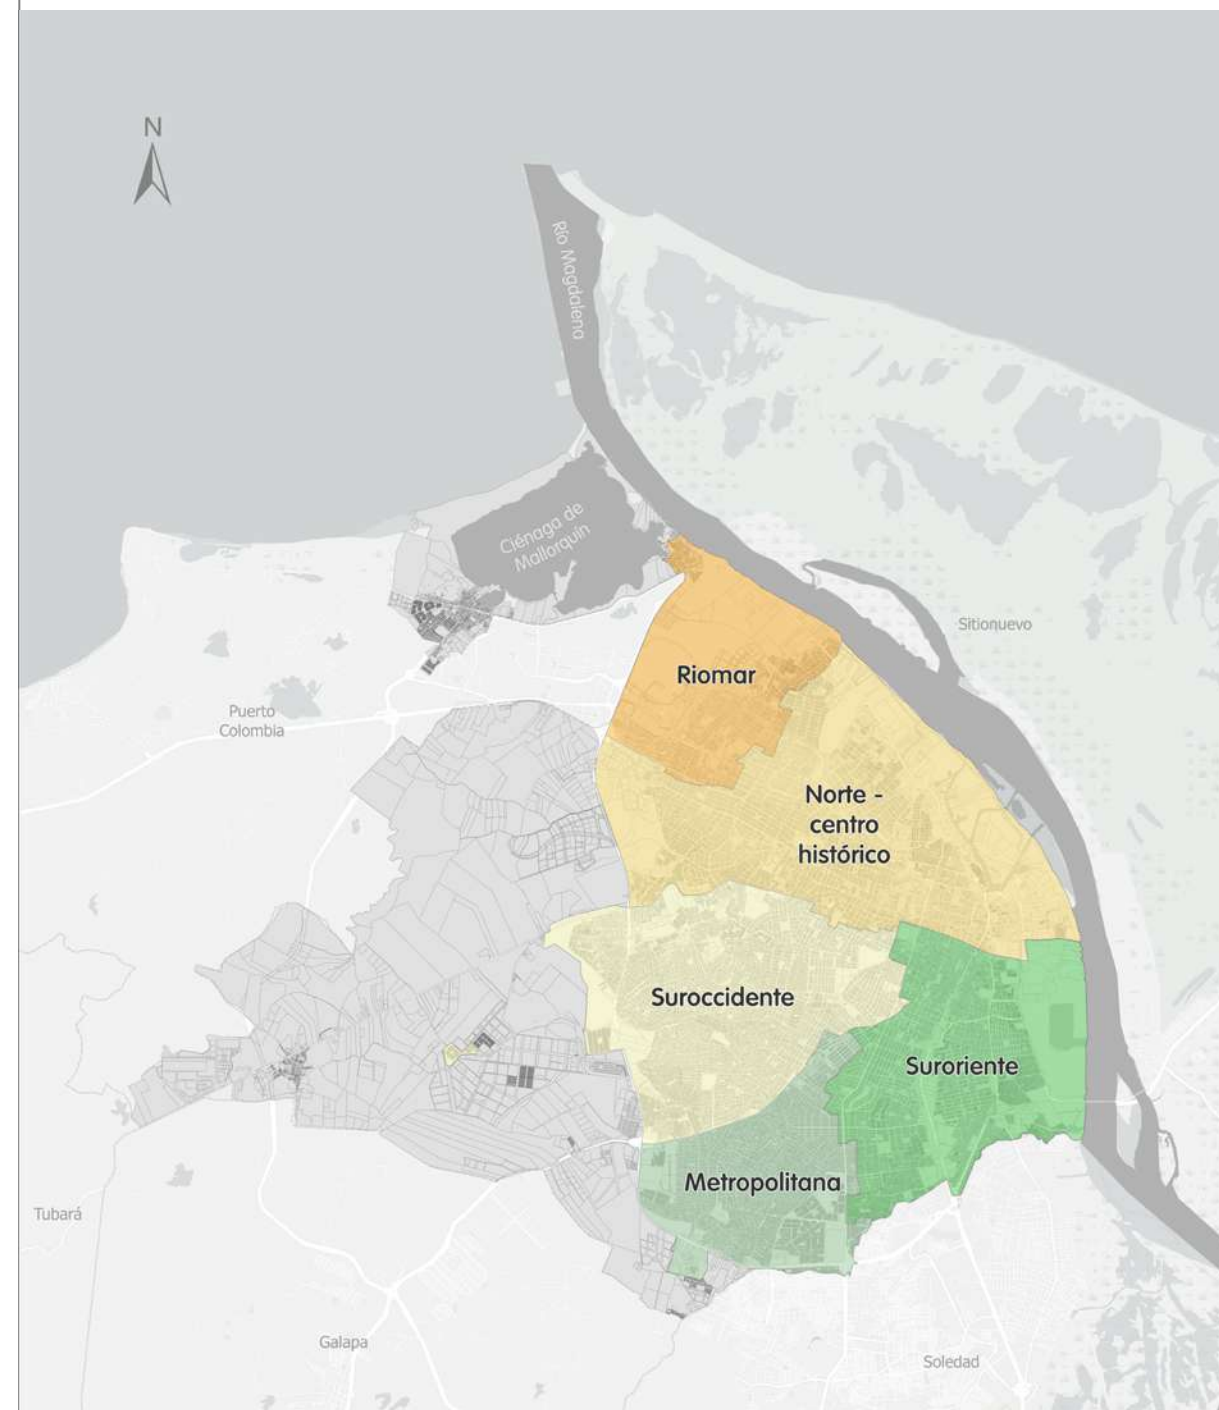 N
Río Magdalena
Ciénaga de
Mallorquín
Sitionuevo
Riomar
Puerto
Colombia
Norte -
centro
histórico
Suroccidente
Suroriente
Metropolitana
Tubará
Galapa
Soledad